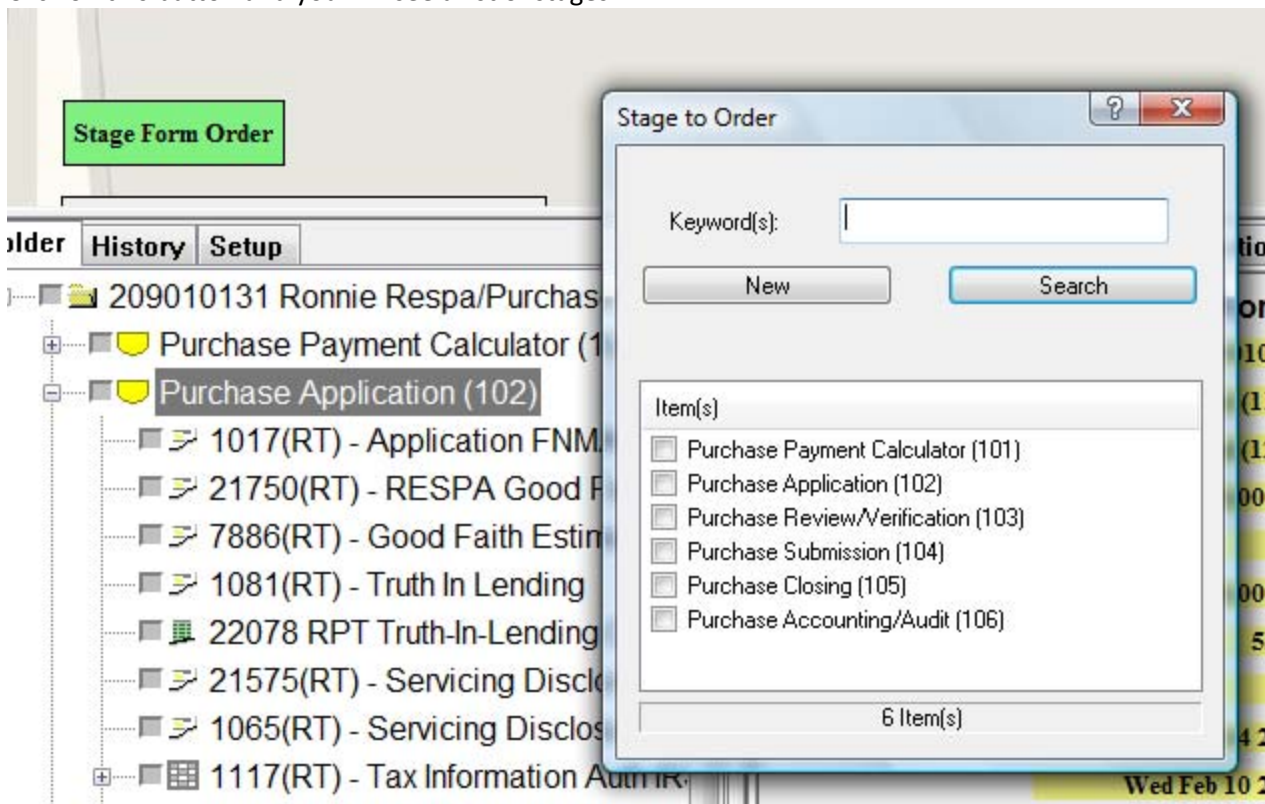 Stage Form Order
Stage to Order
Keyword(s):
New
Search
Item(s)
Purchase Payment Calculator (101)
Purchase Application (102)
Purchase Review/Verification (103)
Purchase Submission (104)
Purchase Closing (105)
Purchase Accounting/Audit (106)
6 Item(s)
History Setup
209010131 Ronnie Respa/Purchas
Purchase Payment Calculator (1
Purchase Application (102)
1017(RT) - Application FNM
21750(RT) - RESPA Good
7886(RT) - Good Faith Estim
1081(RT) - Truth In Lending
22078 RPT Truth-In-Lending
21575(RT) - Servicing Disclo
1065(RT) - Servicing Disclos
1117(RT) - Tax Information Auth IR
Wed Feb 10 2